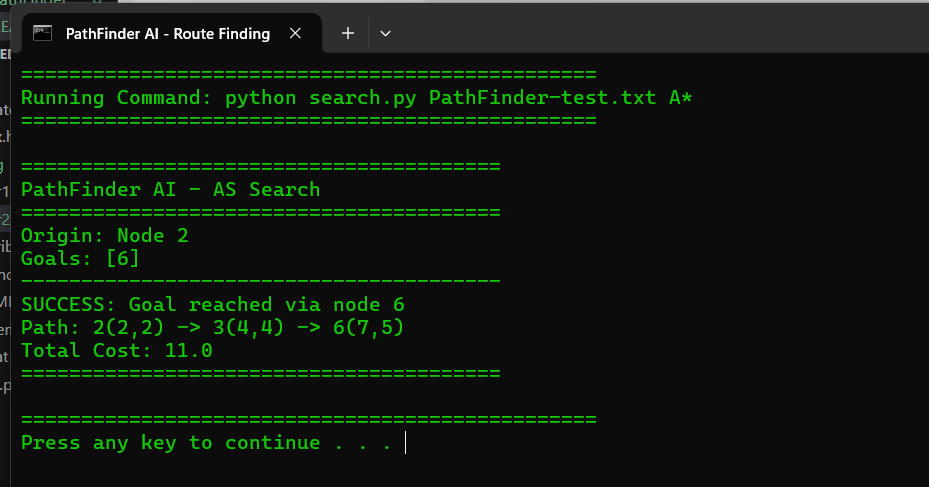 PathFinder AI - Route Finding
================================================
Running Command: python search.py PathFinder-test.txt A*
================================================
========================================
PathFinder AI - AS Search
========================================
Origin: Node 2
Goals: [6]
----------------------------------------
SUCCESS: Goal reached via node 6
Path: 2(2,2) -> 3(4,4) -> 6(7,5)
Total Cost: 11.0
========================================
================================================
Press any key to continue . . .